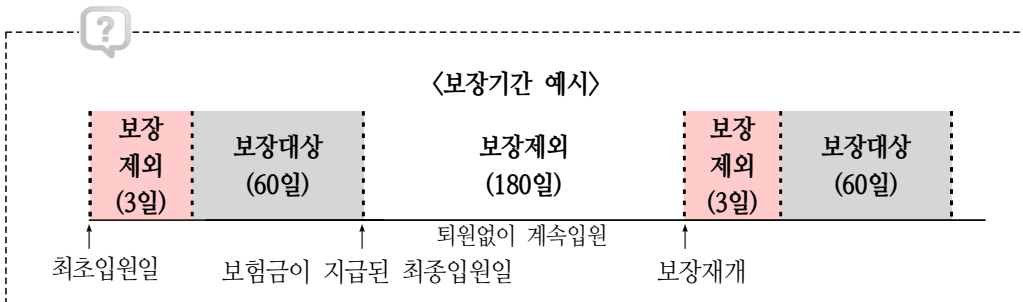 ?
〈보장기간 예시〉
보장
제외
(3일)
보장대상
(60일)
보장제외
(180일)
보장
제외
(3일)
보장대상
(60일)
퇴원없이 계속입원
최초입원일
보험금이 지급된 최종입원일
보장재개